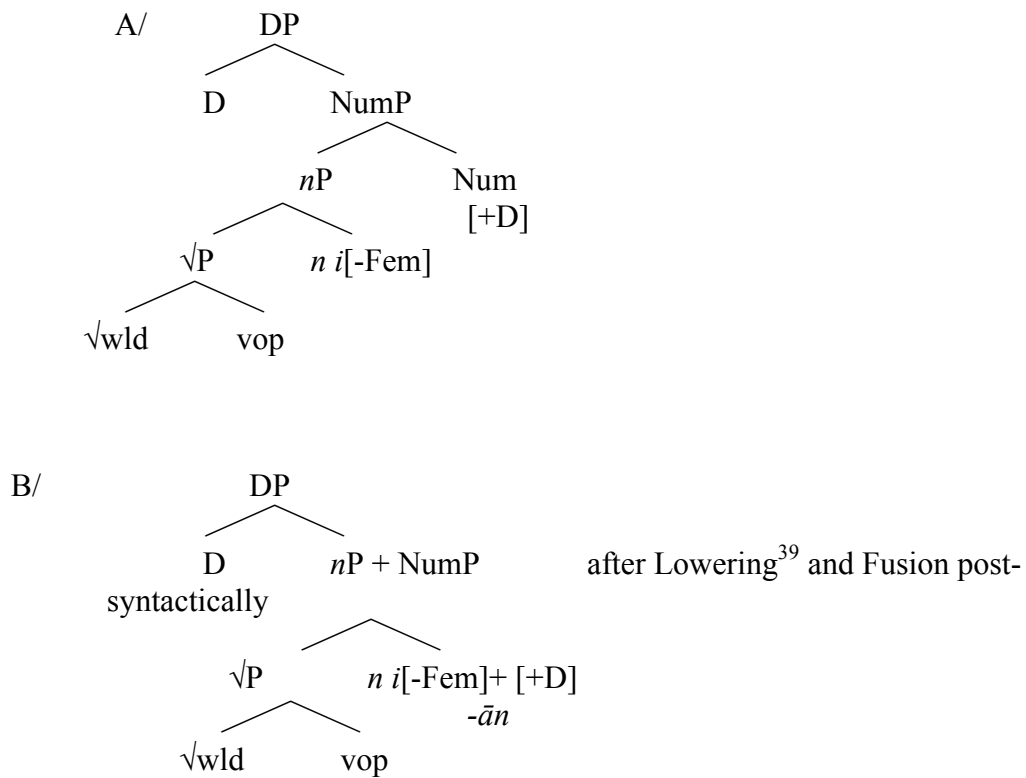 A/ DP
D NumP
nP Num
[+D]
√P n i[-Fem]
√wld vop
B/ DP
D nP + NumP after Lowering39 and Fusion post-
syntactically
√P n i[-Fem]+ [+D]
-ān
√wld vop